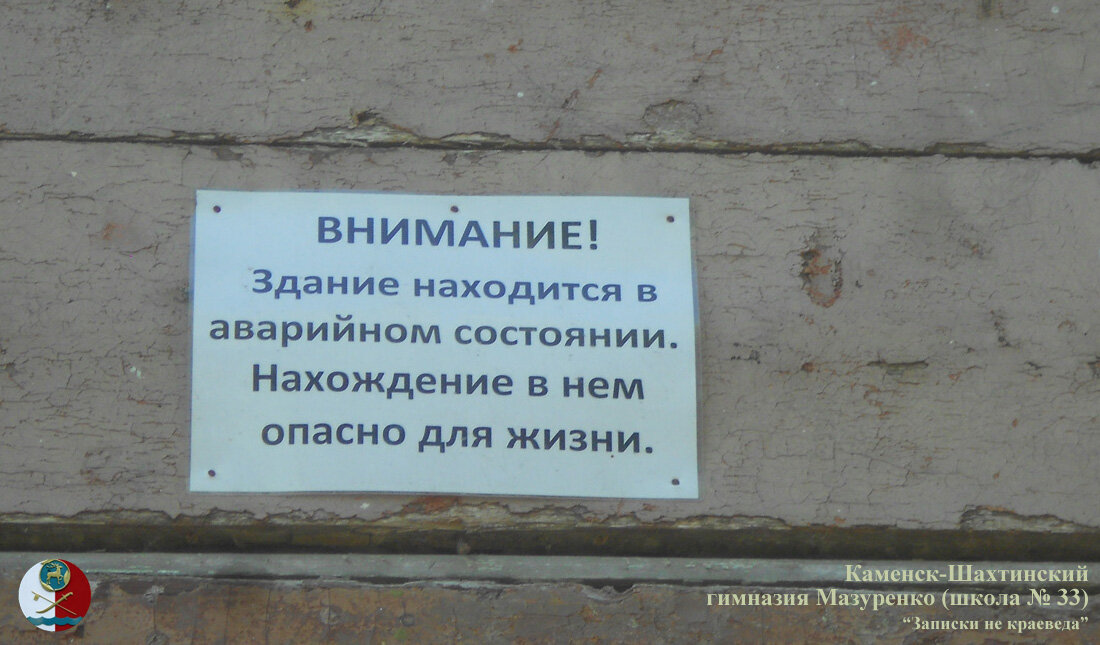 ВНИМАНИЕ!
Здание находится в
аварийном состоянии.
Нахождение в нем
опасно для жизни.
Каменск-Шахтинский
гимназия Мазуренко (школа № 33)
“Записки не краеведа”